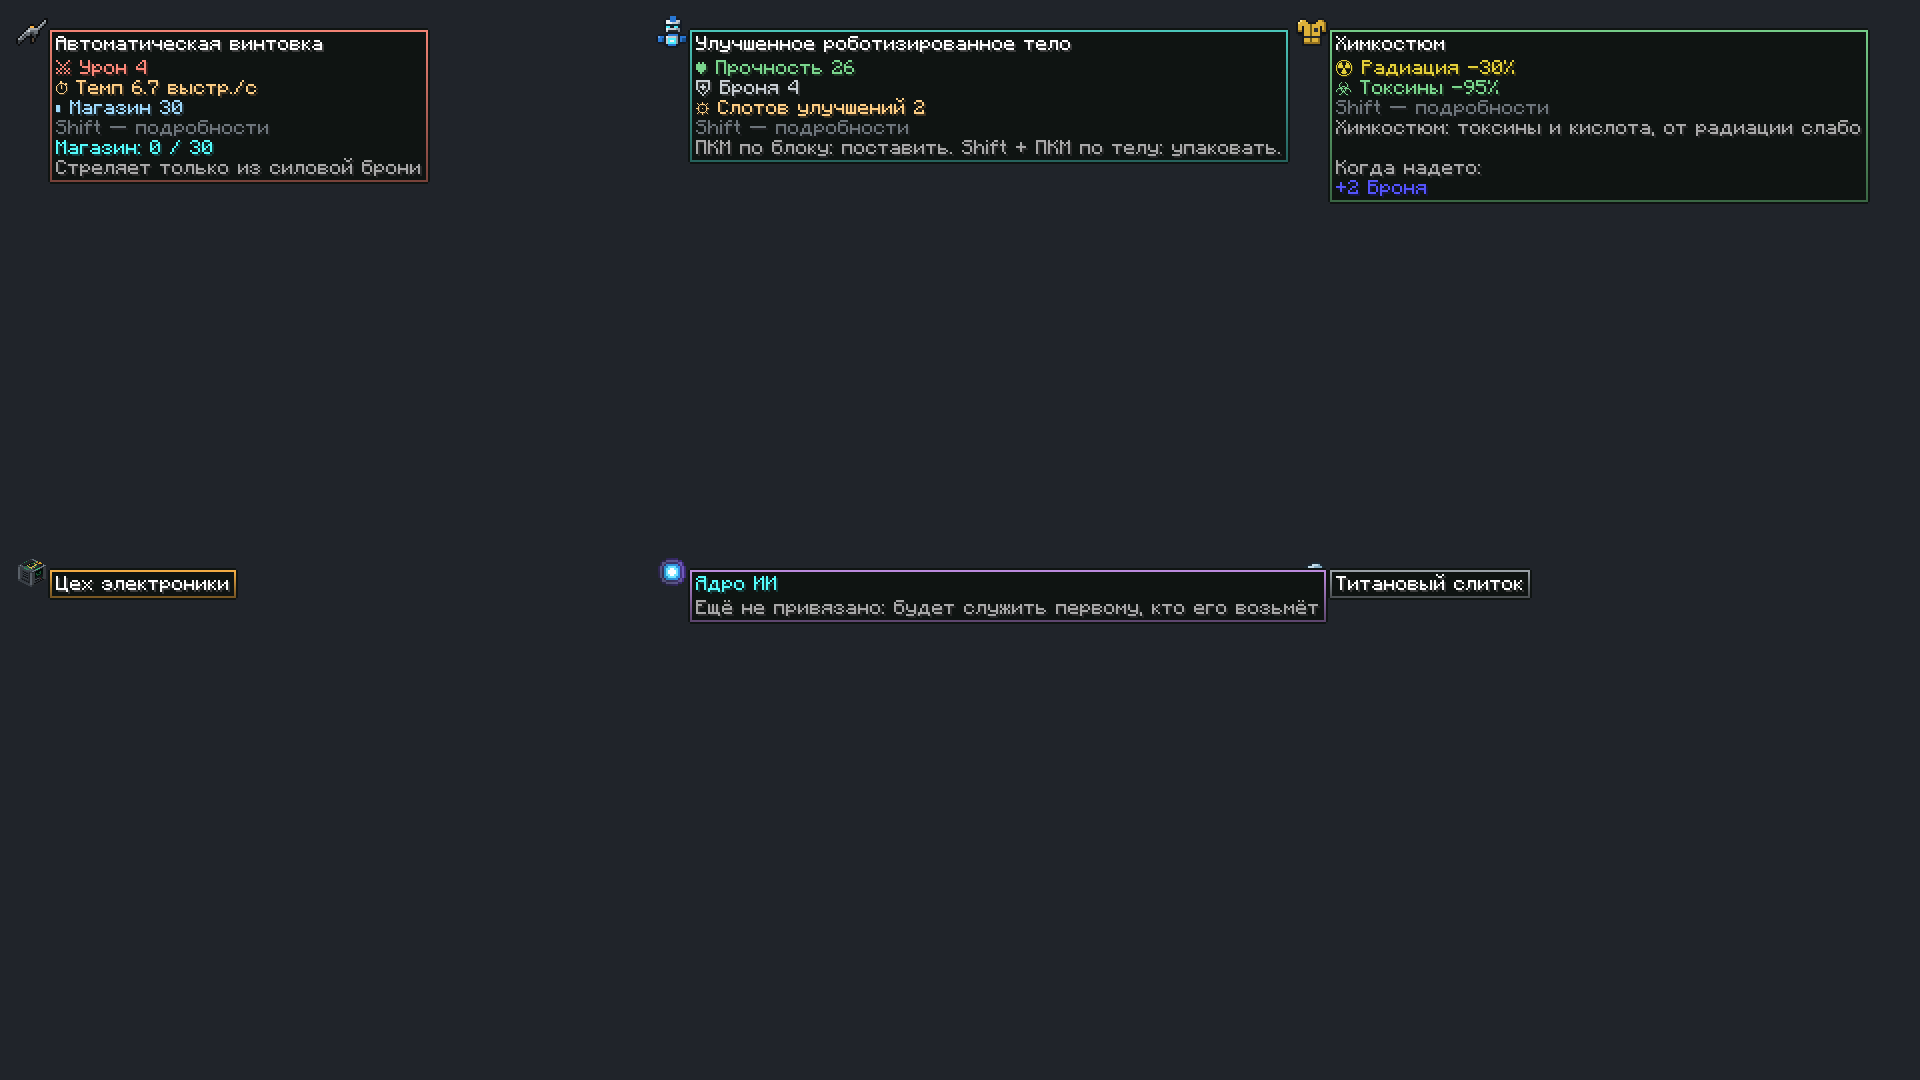 Автоматическая винтовка
Урон 4
Темп 6.7 выстр./с
Магазин 30
Shift — подробности
Магазин: 0 / 30
Стреляет только из силовой брони
Улучшенное роботизированное тело
Прочность 26
Броня 4
Слотов улучшений 2
Shift — подробности
ПКМ по блоку: поставить. Shift + ПКМ по телу: упаковать.
Химкостюм
Радиация -30%
Токсины -95%
Shift — подробности
Химкостюм: токсины и кислота, от радиации слабо
Когда надето:
+2 Броня
Цех электроники
Ядро ИИ
Ещё не привязано: будет служить первому, кто его возьмёт
Титановый слиток